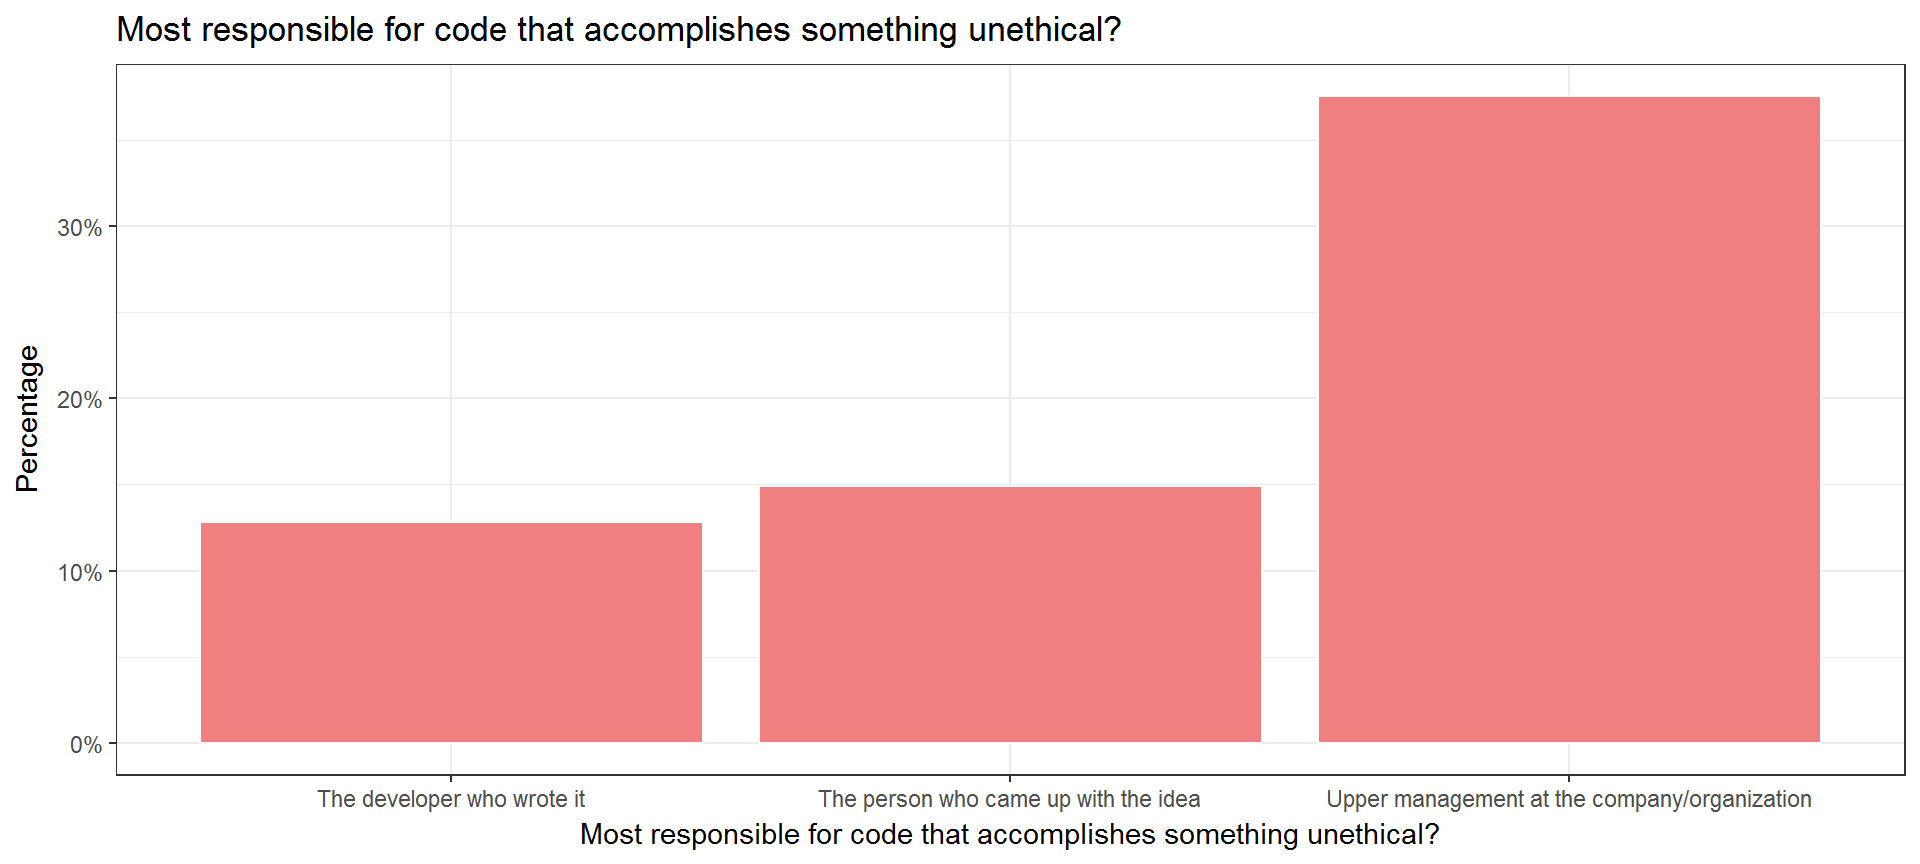 Most responsible for code that accomplishes something unethical?
Percentage
30%
20%
10%
0%
The developer who wrote it
The person who came up with the idea
Upper management at the company/organization
Most responsible for code that accomplishes something unethical?